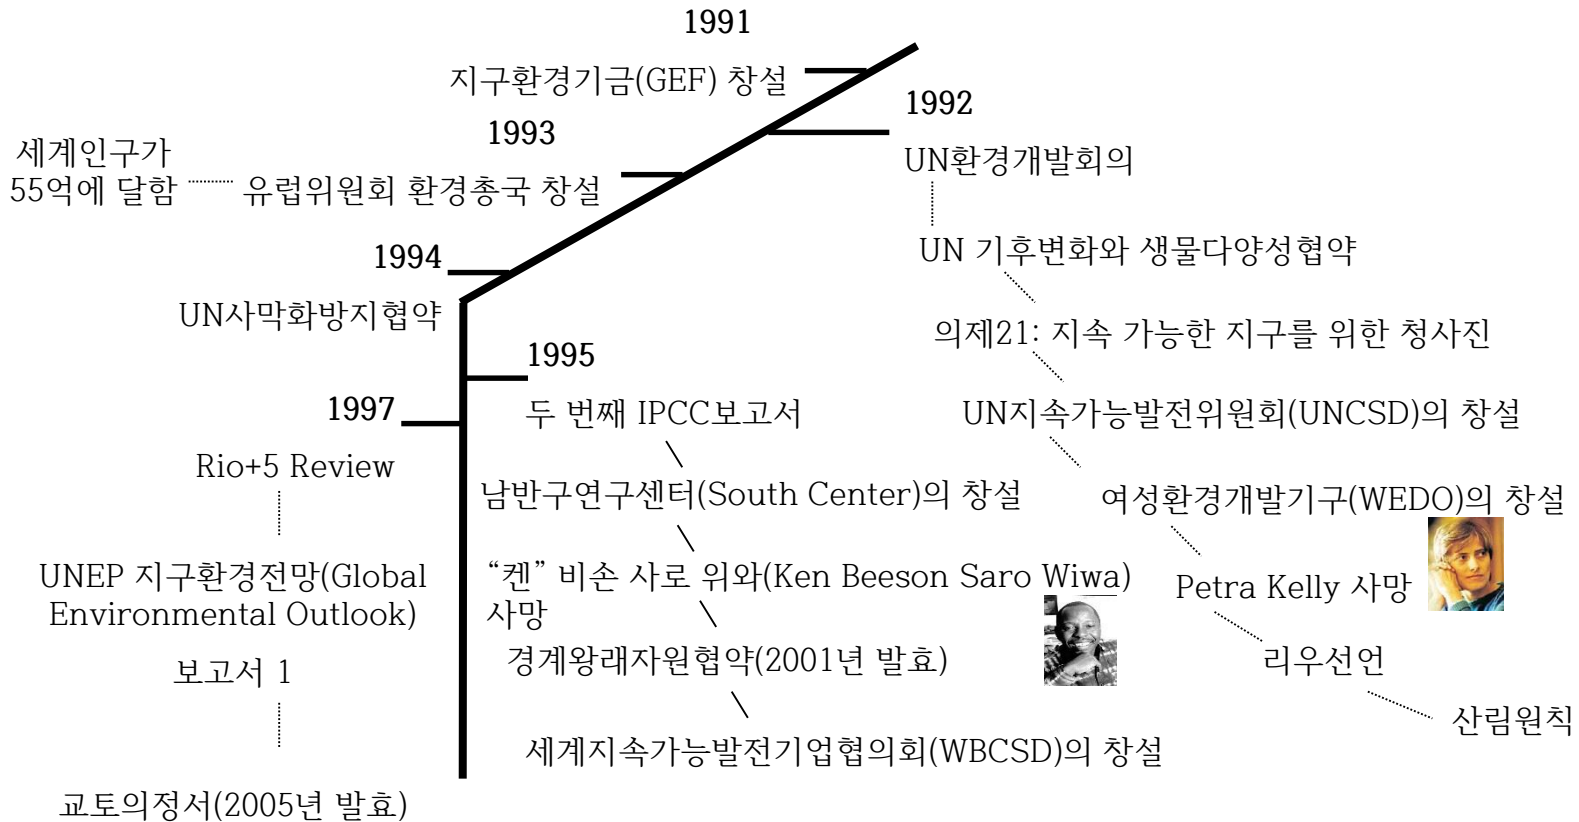 1991
지구환경기금(GEF) 창설
1992
UN환경개발회의
UN 기후변화와 생물다양성협약
의제21: 지속 가능한 지구를 위한 청사진
UN지속가능발전위원회(UNCSD)의 창설
여성환경개발기구(WEDO)의 창설
Petra Kelly 사망
리우선언
산림원칙
1993
유럽위원회 환경총국 창설
세계인구가
55억에 달함
1994
UN사막화방지협약
1995
두 번째 IPCC보고서
남반구연구센터(South Center)의 창설
“켄” 비손 사로 위와(Ken Beeson Saro Wiwa)
사망
경계왕래자원협약(2001년 발효)
세계지속가능발전기업협의회(WBCSD)의 창설
1997
Rio+5 Review
UNEP 지구환경전망(Global
Environmental Outlook)
보고서 1
교토의정서(2005년 발효)